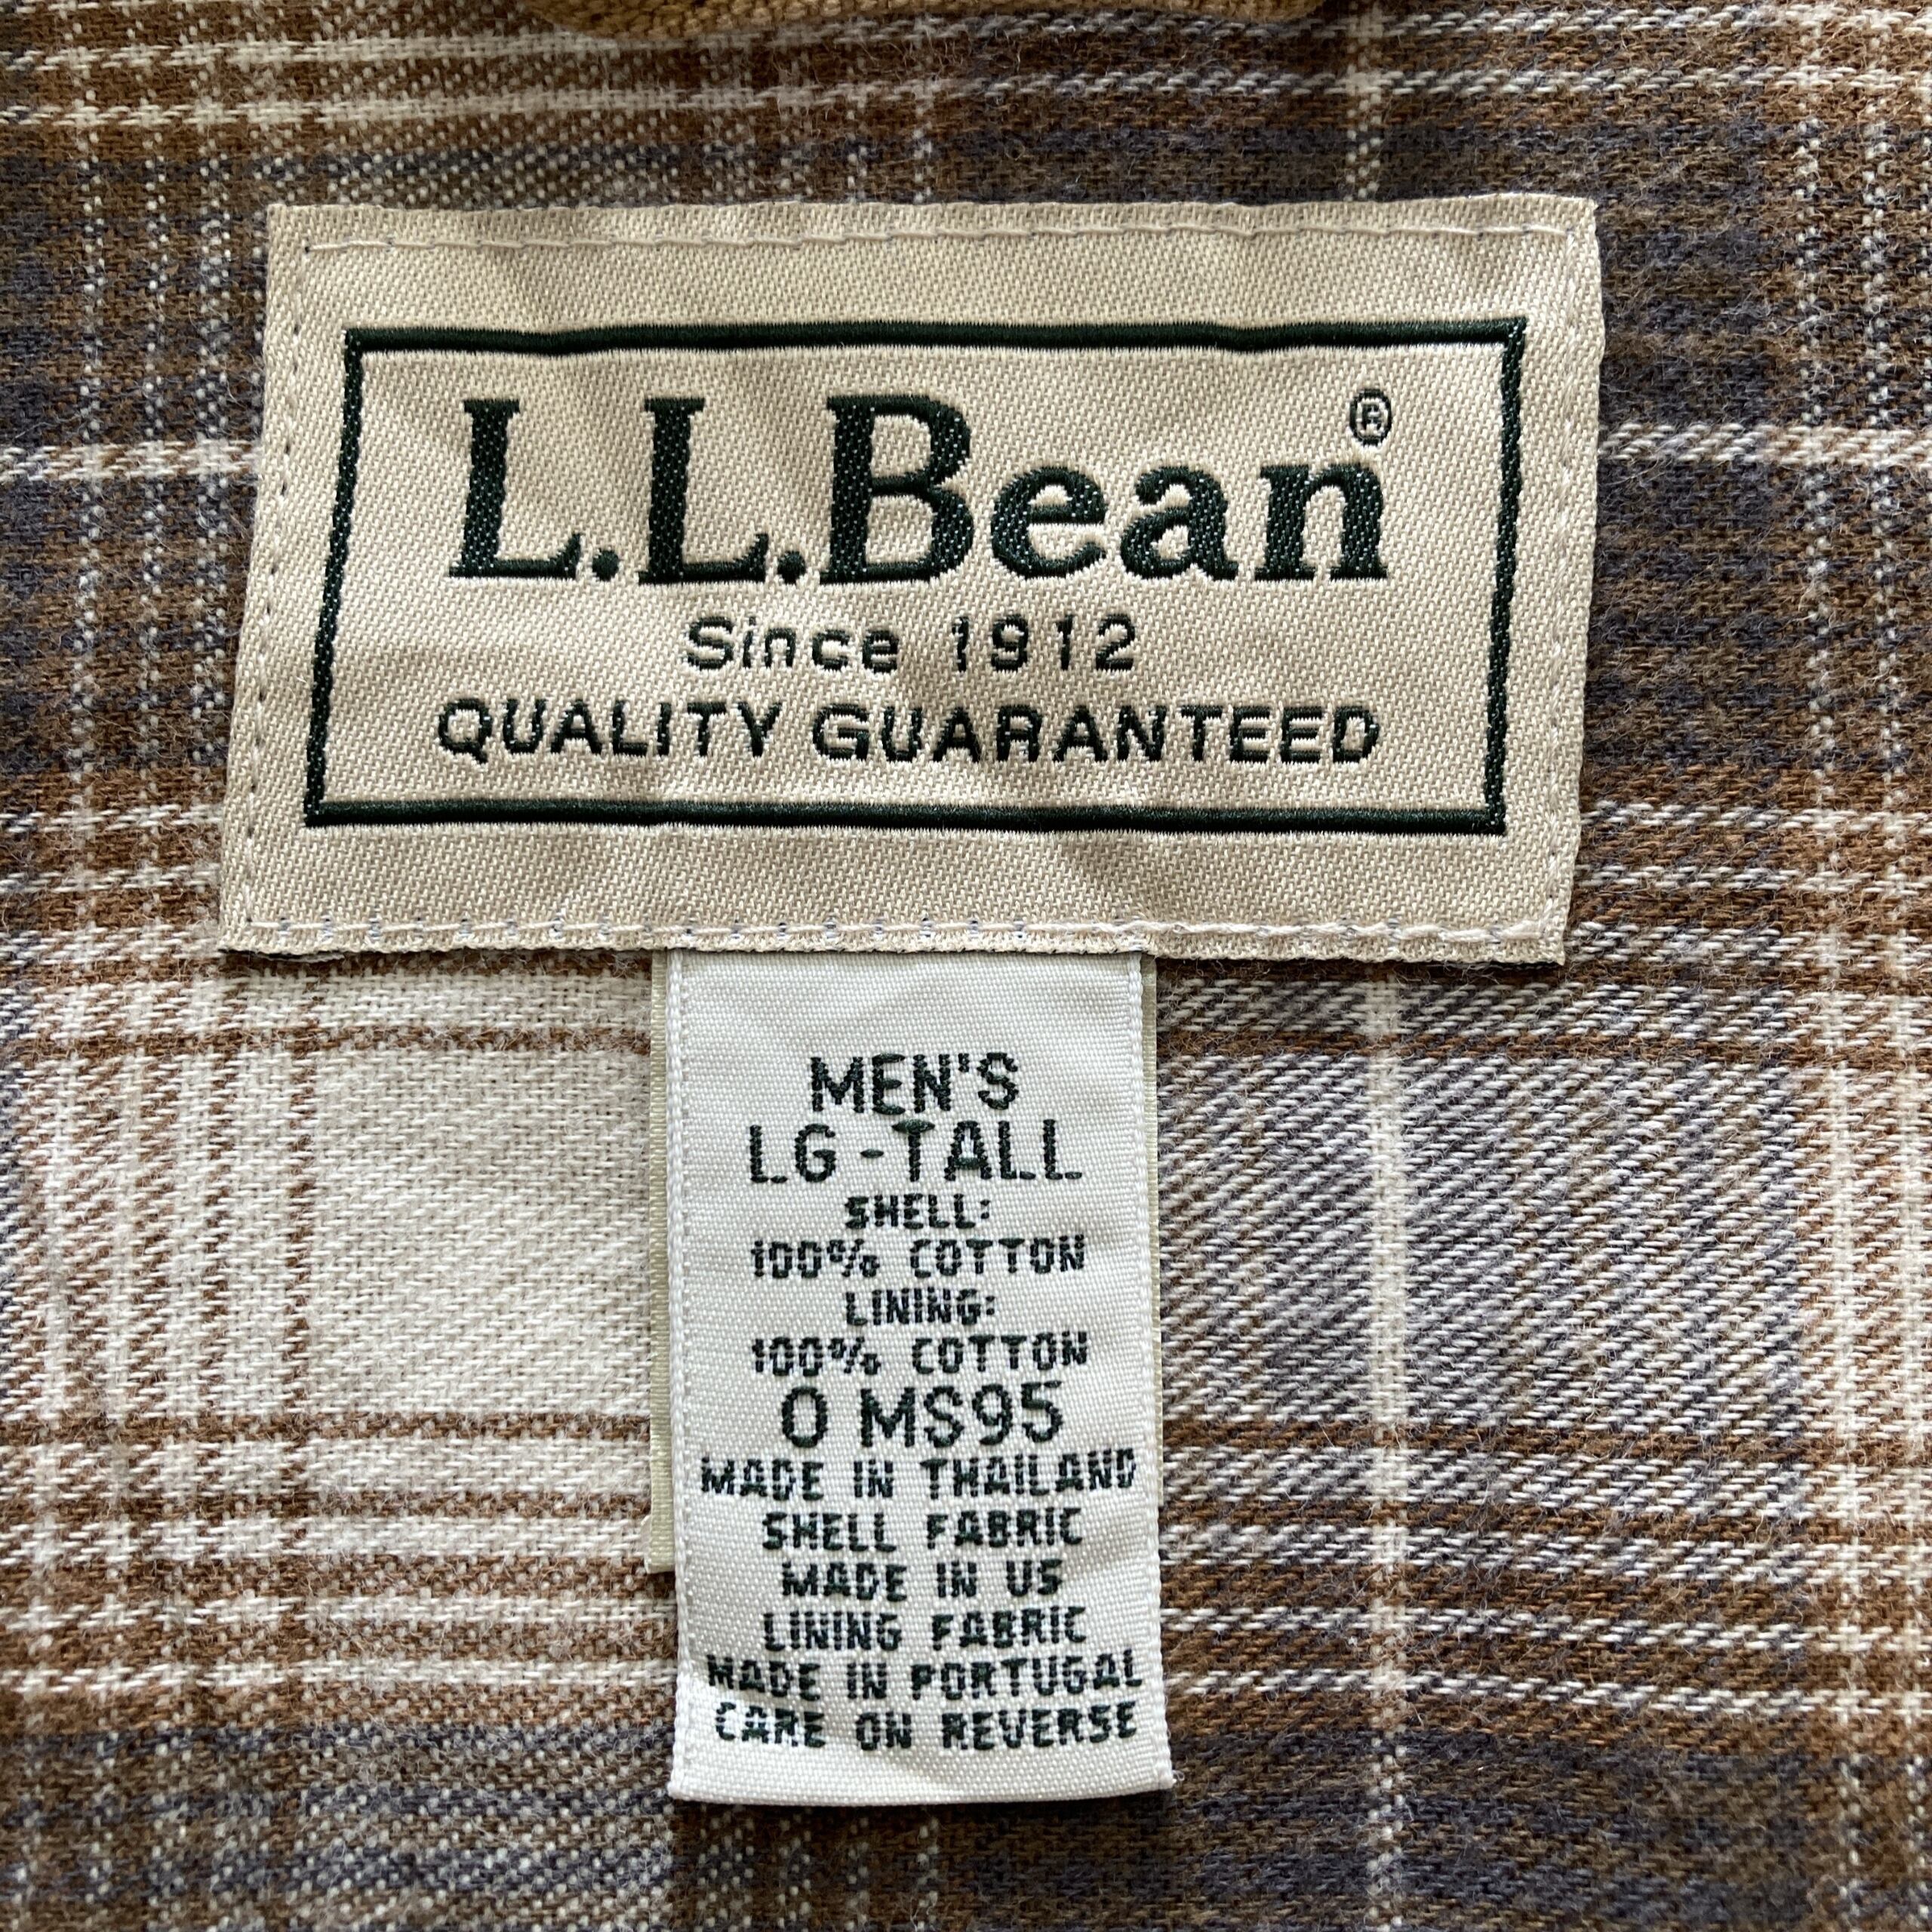 L.L.Bean®
Since 1912
QUALITY GUARANTEED
MEN'S
LG-TALL
SHELL:
100% COTTON
LINING:
100% COTTON
0 MS95
MADE IN THAILAND
SHELL FABRIC
MADE IN US
LINING FABRIC
MADE IN PORTUGAL
CARE ON REVERSE